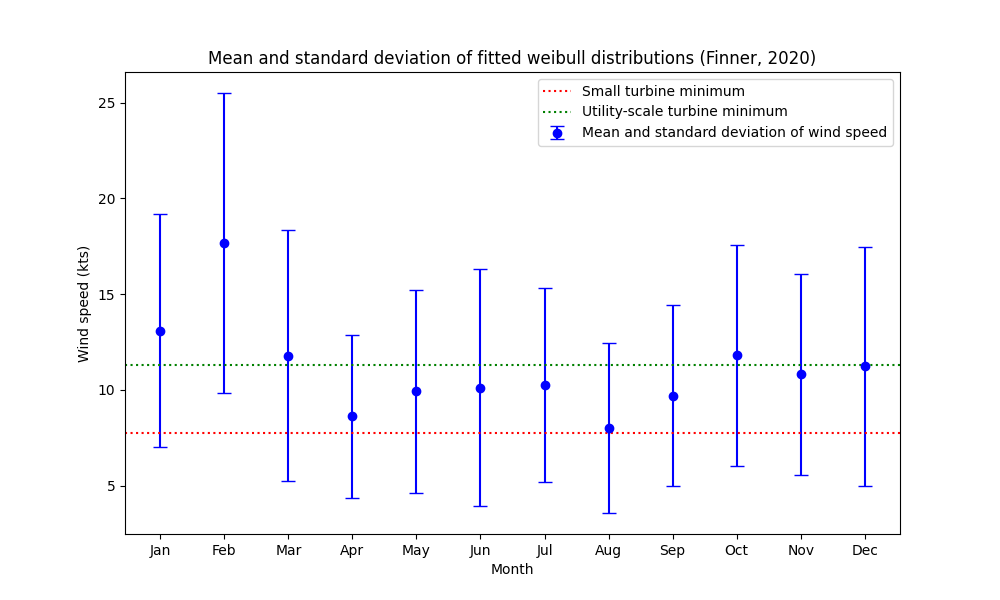 Mean and standard deviation of fitted weibull distributions (Finner, 2020)
Small turbine minimum
Utility-scale turbine minimum
Mean and standard deviation of wind speed
25
20
15
10
5
Wind speed (kts)
Jan Feb Mar Apr May Jun Jul Aug Sep Oct Nov Dec
Month